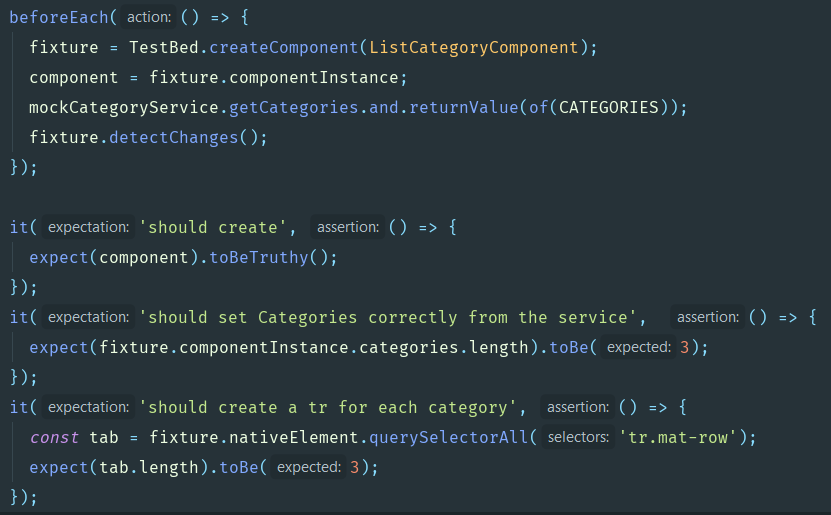 beforeEach( action: () => {
  fixture = TestBed.createComponent(ListCategoryComponent);
  component = fixture.componentInstance;
  mockCategoryService.getCategories.and.returnValue(of(CATEGORIES));
  fixture.detectChanges();
});

it( expectation: 'should create', assertion: () => {
  expect(component).toBeTruthy();
});
it( expectation: 'should set Categories correctly from the service', assertion: () => {
  expect(fixture.componentInstance.categories.length).toBe( expected: 3);
});
it( expectation: 'should create a tr for each category', assertion: () => {
  const tab = fixture.nativeElement.querySelectorAll( selectors: 'tr.mat-row');
  expect(tab.length).toBe( expected: 3);
});